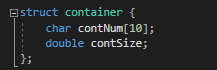 struct container {
    char contNum[10];
    double contSize;
};